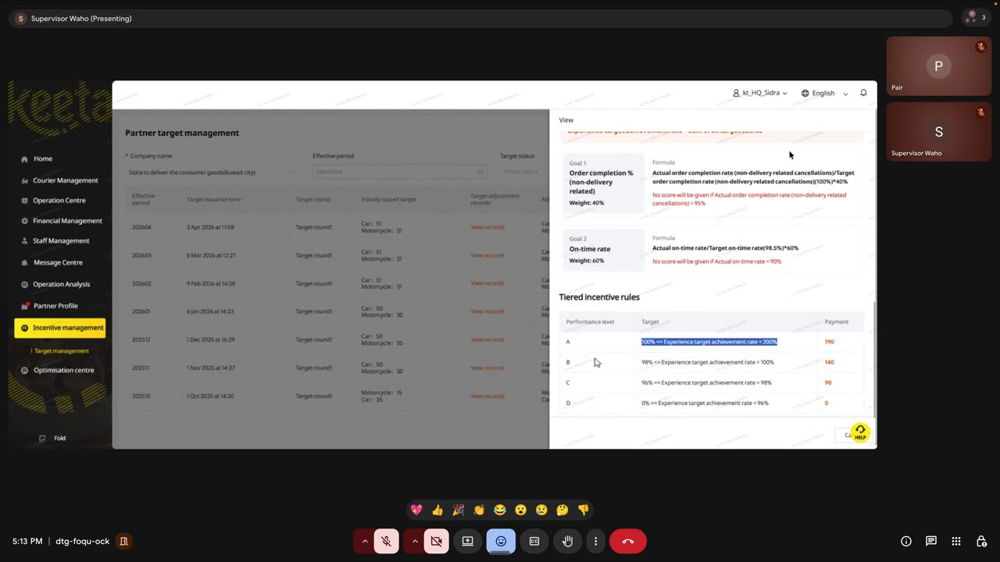 S Supervisor Waho (Presenting)
3
P
Pair
S
Supervisor Waho
keeta
kt_HQ_Sidra
English
Home
Courier Management
Operation Centre
Financial Management
Staff Management
Message Centre
Operation Analysis
Partner Profile
Incentive management
Target management
Optimisation centre
Fold
Partner target management
* Company name
Effective period
Target status
Sidra to deliver the consumer goods(kuwait city)
Start time
Please select
Effective period
Target issuance time
Target round
Initially issued target
Target adjustment records
202604 3 Apr 2026 at 11:08 Target round1 Car: 51 Motorcycle: 31 View records
202603 8 Mar 2026 at 12:27 Target round1 Car: 51 Motorcycle: 31 View records
202602 9 Feb 2026 at 14:28 Target round1 Car: 51 Motorcycle: 31 View records
202601 6 Jan 2026 at 14:23 Target round1 Car: 50 Motorcycle: 30 View records
202512 1 Dec 2025 at 16:29 Target round1 Car: 50 Motorcycle: 35 View records
202511 1 Nov 2025 at 14:37 Target round1 Car: 50 Motorcycle: 30 View records
202510 1 Oct 2025 at 14:20 Target round1 Motorcycle: 15 Car: 35 View records
View
Goal 1
Order completion %
(non-delivery
related)
Weight: 40%
Formula
Actual order completion rate (non-delivery related cancellations)/Target
order completion rate (non-delivery related cancellations)(100%)*40%
No score will be given if Actual order completion rate (non-delivery related
cancellations) < 95%
Goal 2
On-time rate
Weight: 60%
Formula
Actual on-time rate/Target on-time rate(98.5%)*60%
No score will be given if Actual on-time rate < 90%
Tiered incentive rules
Performance level Target Payment
A 100% <= Experience target achievement rate < 200% 190
B 98% <= Experience target achievement rate < 100% 140
C 96% <= Experience target achievement rate < 98% 90
D 0% <= Experience target achievement rate < 96% 0
HELP
5:13 PM | dtg-foqu-ock